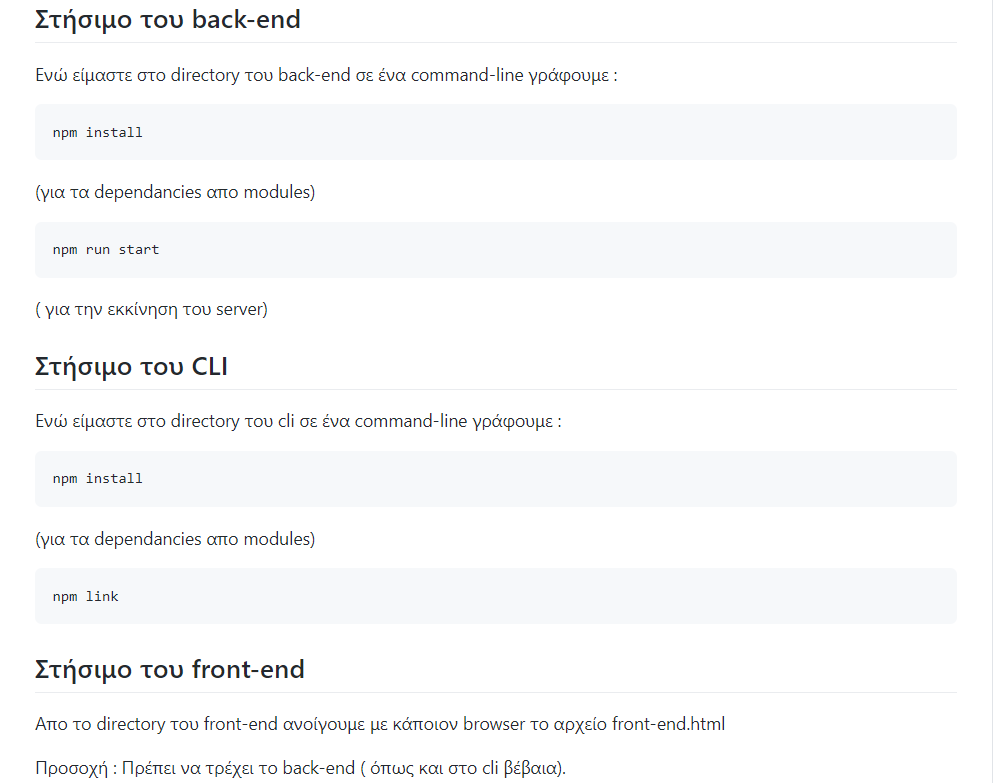 Στήσιμο του back-end
Ενώ είμαστε στο directory του back-end σε ένα command-line γράφουμε :
npm install
(για τα dependancies απο modules)
npm run start
( για την εκκίνηση του server)
Στήσιμο του CLI
Ενώ είμαστε στο directory του cli σε ένα command-line γράφουμε :
npm install
(για τα dependancies απο modules)
npm link
Στήσιμο του front-end
Απο το directory του front-end ανοίγουμε με κάποιον browser το αρχείο front-end.html
Προσοχή : Πρέπει να τρέχει το back-end ( όπως και στο cli βέβαια).